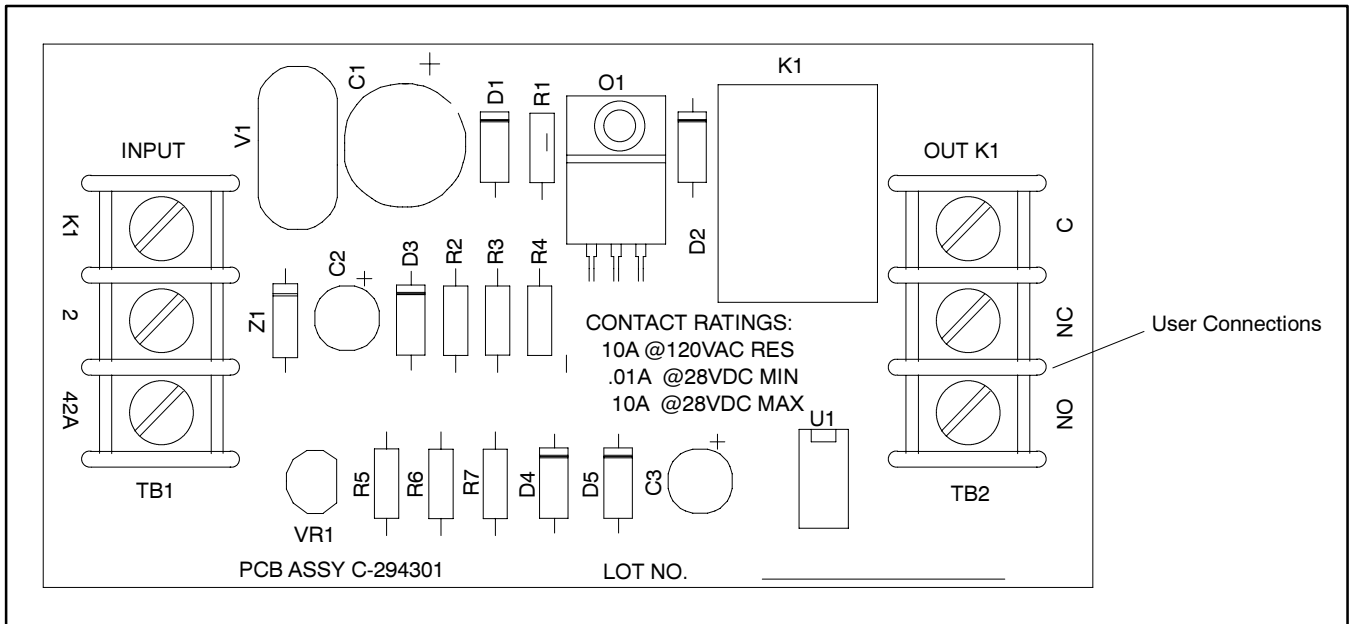 K1
C1
D1
R1
O1
V1
INPUT
OUT K1
K1
2
42A
TB1
C2
D3
R2
R3
R4
D2
Z1
CONTACT RATINGS:
10A @120VAC RES
.01A @28VDC MIN
10A @28VDC MAX
C
NC
NO
User Connections
U1
R5
R6
R7
D4
D5
C3
TB2
VR1
PCB ASSY C-294301
LOT NO.